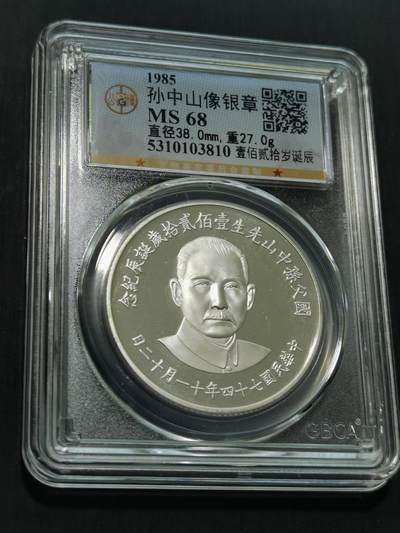 1985
孙中山像银章
MS 68
直径38.0mm,重27.0g
5310103810 壹佰贰拾岁诞辰
國父孫中山先生壹佰貳拾歲誕辰紀念
中華民國七十四年十一月十二日
GBCA